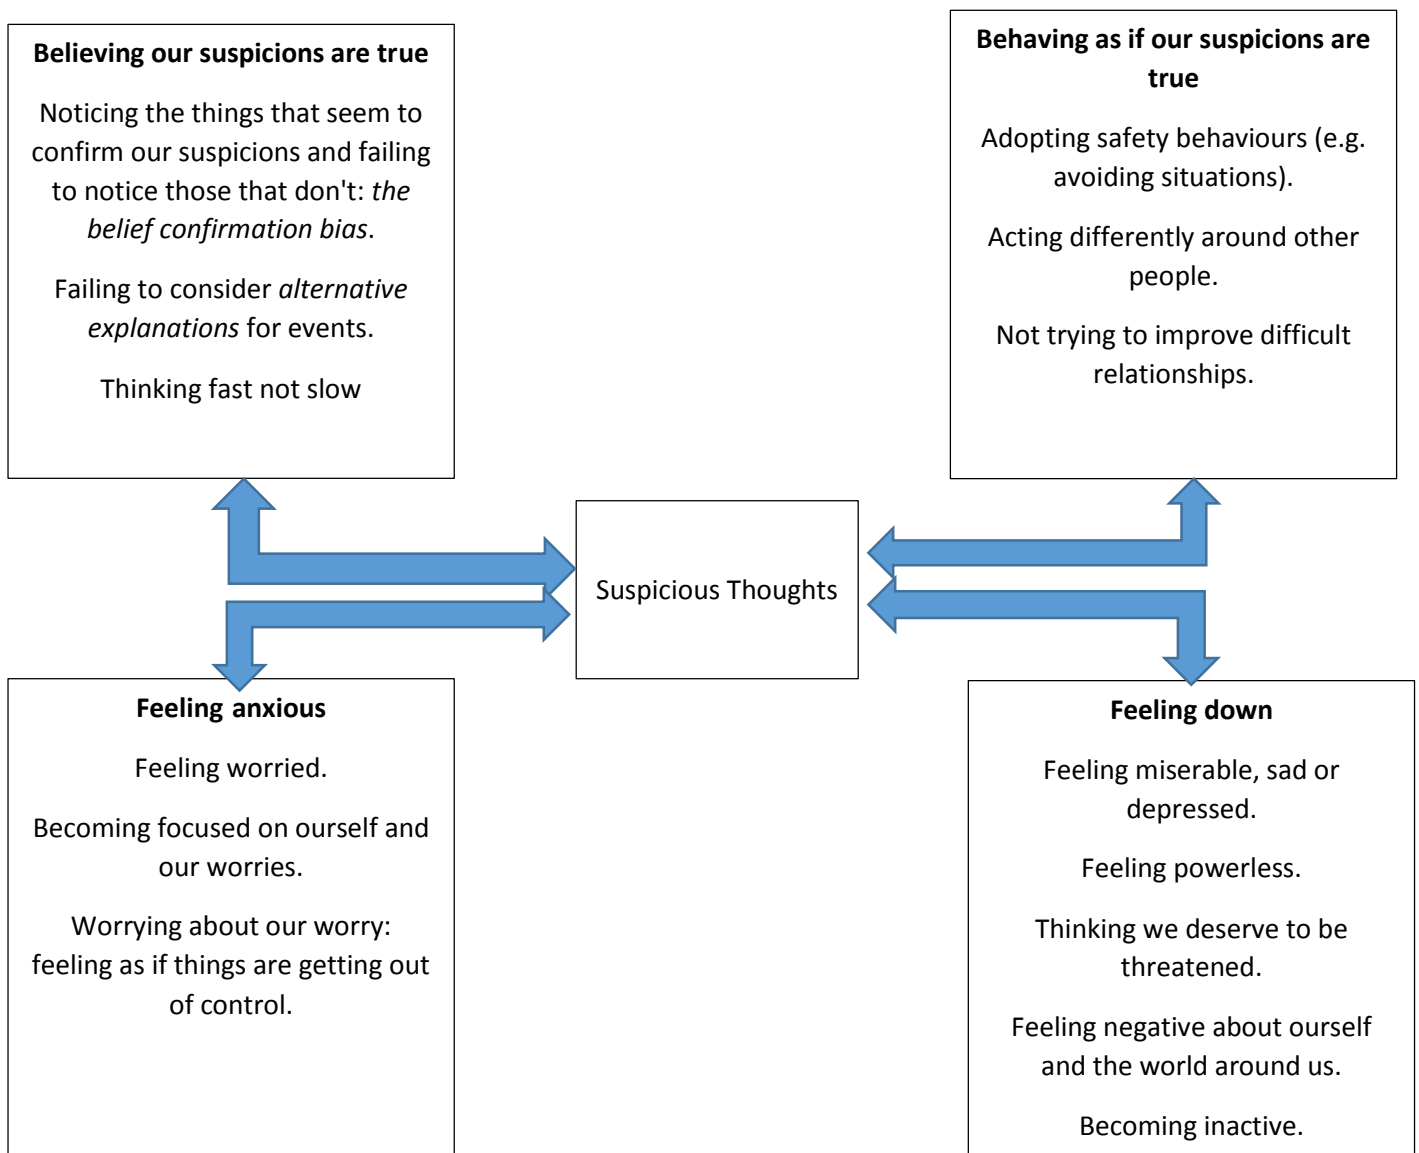 Believing our suspicions are true
Noticing the things that seem to
confirm our suspicions and failing
to notice those that don't: the
belief confirmation bias.
Failing to consider alternative
explanations for events.
Thinking fast not slow
Behaving as if our suspicions are
true
Adopting safety behaviours (e.g.
avoiding situations).
Acting differently around other
people.
Not trying to improve difficult
relationships.
Suspicious Thoughts
Feeling anxious
Feeling worried.
Becoming focused on ourself and
our worries.
Worrying about our worry:
feeling as if things are getting out
of control.
Feeling down
Feeling miserable, sad or
depressed.
Feeling powerless.
Thinking we deserve to be
threatened.
Feeling negative about ourself
and the world around us.
Becoming inactive.